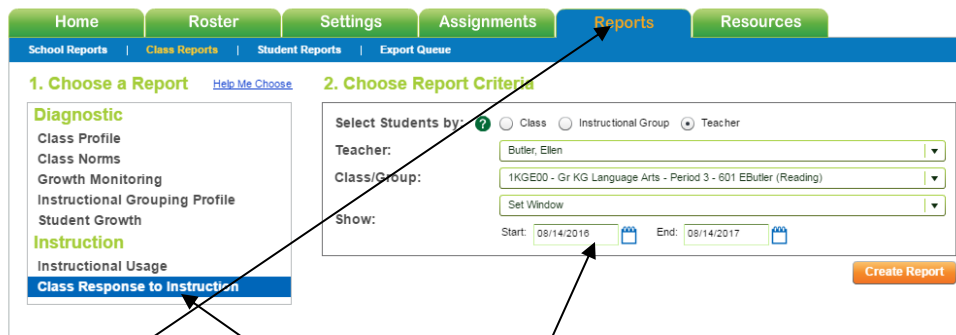 Home Roster Settings Assignments Reports Resources
School Reports | Class Reports | Student Reports | Export Queue
1. Choose a Report Help Me Choose
Diagnostic
Class Profile
Class Norms
Growth Monitoring
Instructional Grouping Profile
Student Growth
Instruction
Instructional Usage
Class Response to Instruction
2. Choose Report Criteria
Select Students by: ? Class Instructional Group Teacher
Teacher: Butler, Ellen
Class/Group: 1KGE00 - Gr KG Language Arts - Period 3 - 601 EButler (Reading)
Show: Set Window
Start: 08/14/2016 End: 08/14/2017
Create Report